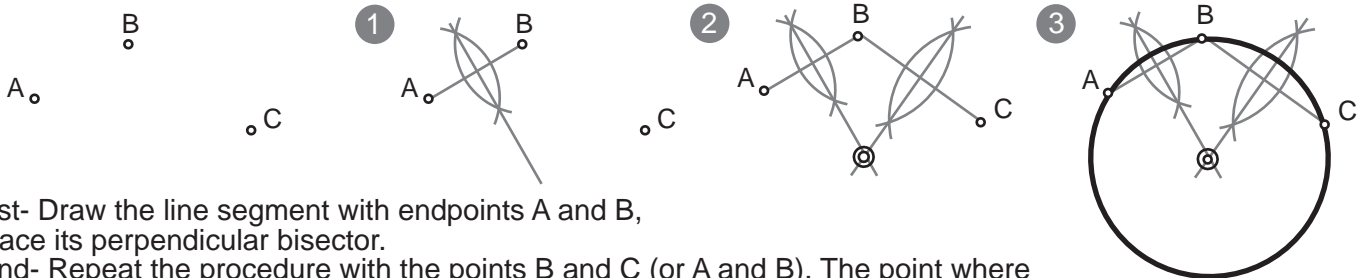 B
A
C
1
B
A
C
2
B
A
C
3
B
A
C
st- Draw the line segment with endpoints A and B,
ace its perpendicular bisector.
nd- Repeat the procedure with the points B and C (or A and B). The point where